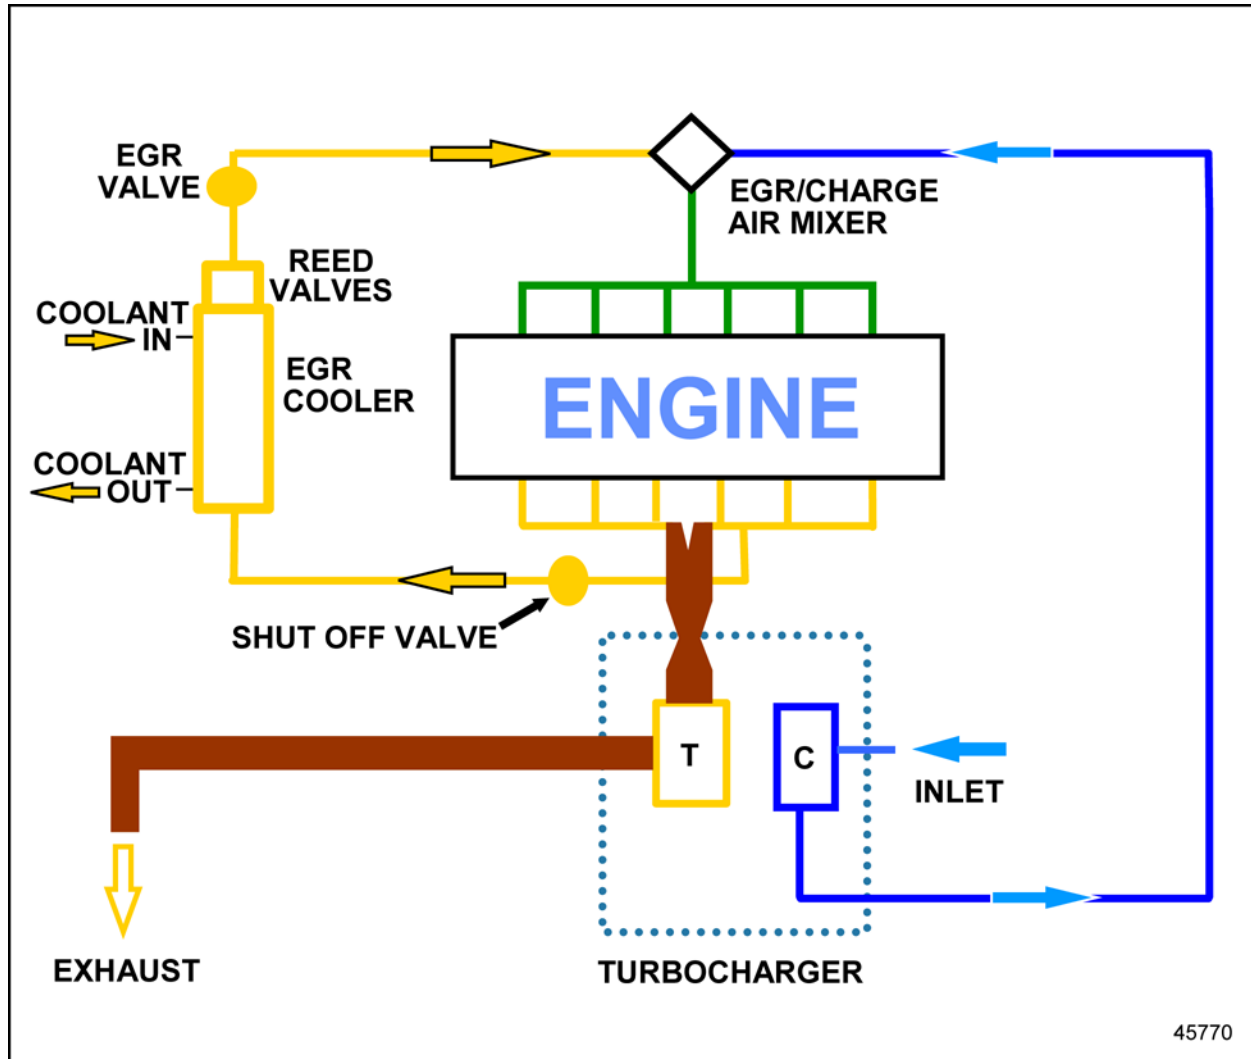 EGR
VALVE
EGR/CHARGE
AIR MIXER
REED
VALVES
COOLANT
IN
EGR
COOLER
ENGINE
COOLANT
OUT
SHUT OFF VALVE
T
C
INLET
EXHAUST
TURBOCHARGER
45770